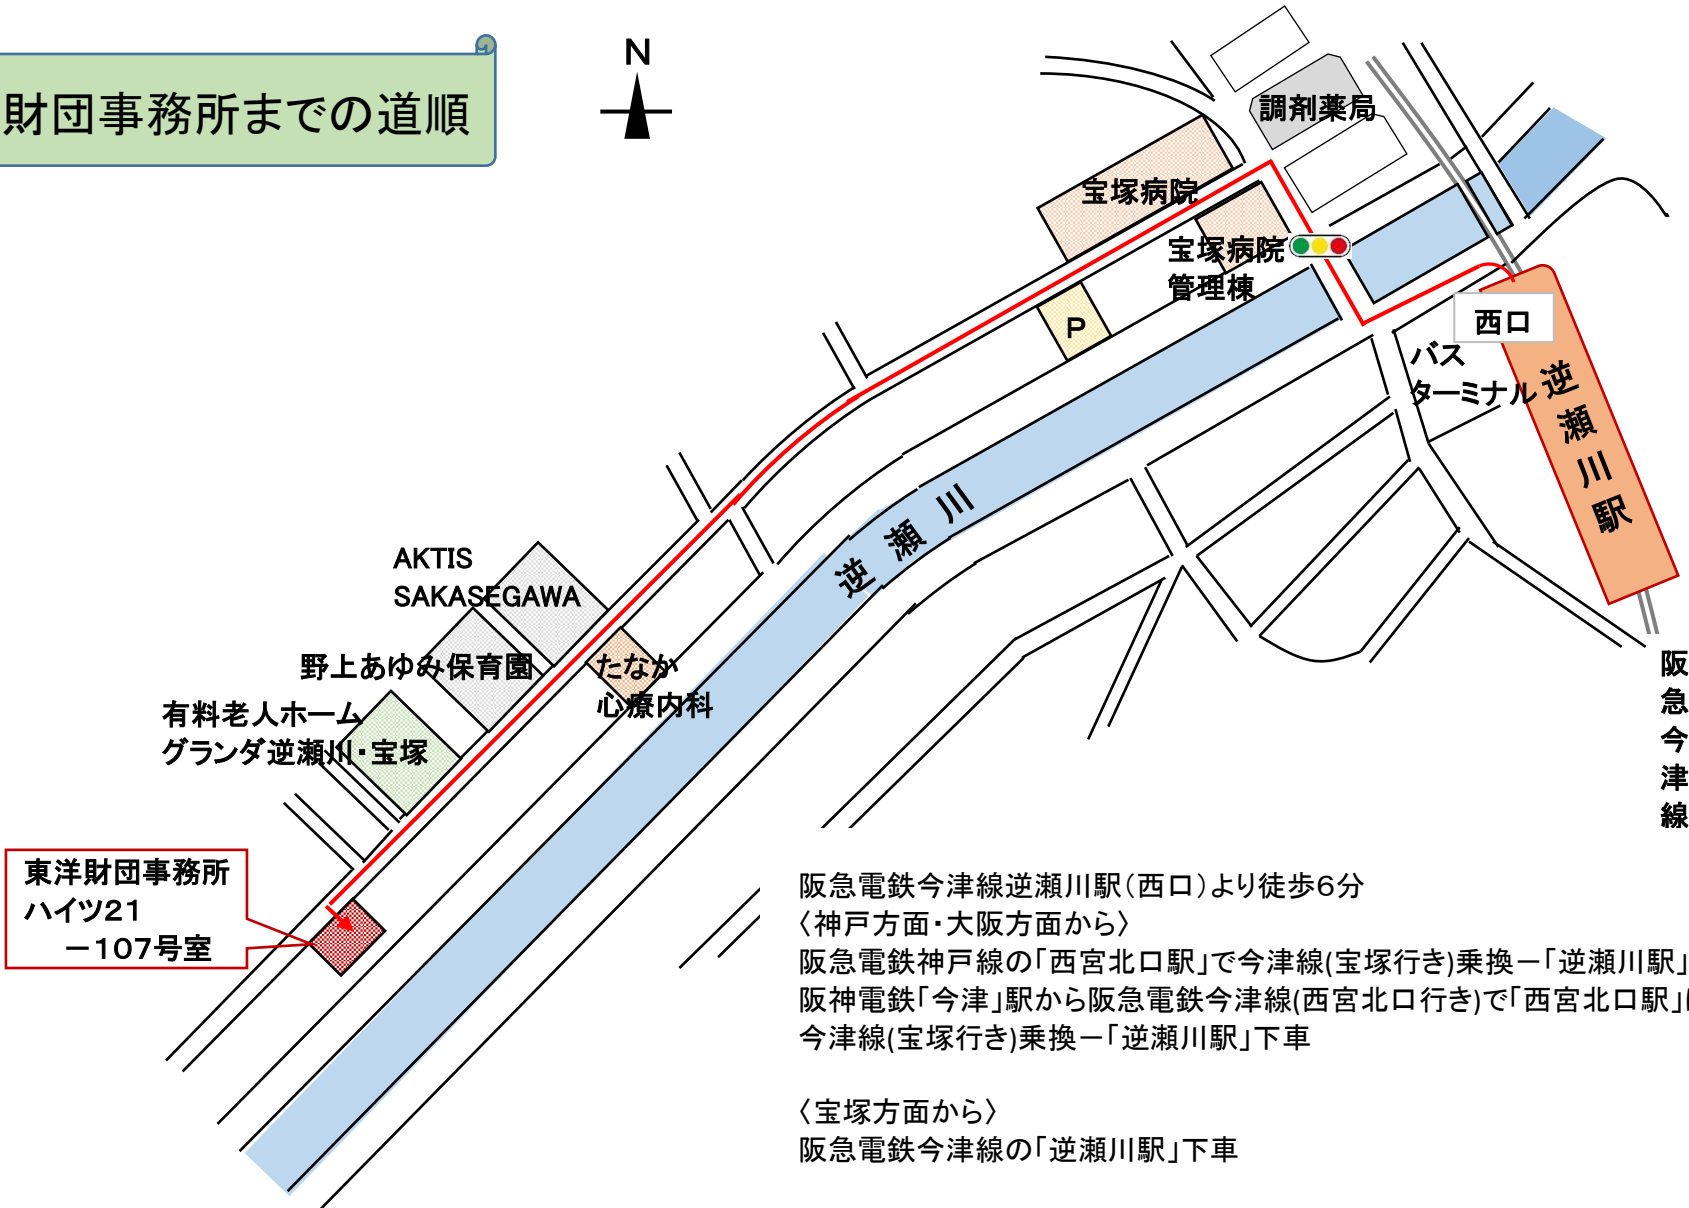 財団事務所までの道順
N
調剤薬局
宝塚病院
宝塚病院
管理棟
P
西口
バス
ターミナル
逆瀬川駅
逆瀬川
AKTIS
SAKASEGAWA
野上あゆみ保育園
たなか
心療内科
有料老人ホーム
グランダ逆瀬川・宝塚
阪急今津線
東洋財団事務所
ハイツ21
－107号室
阪急電鉄今津線逆瀬川駅（西口）より徒歩6分
〈神戸方面・大阪方面から〉
阪急電鉄神戸線の「西宮北口駅」で今津線(宝塚行き)乗換－「逆瀬川駅」
阪神電鉄「今津」駅から阪急電鉄今津線(西宮北口行き)で「西宮北口駅」
今津線(宝塚行き)乗換－「逆瀬川駅」下車
〈宝塚方面から〉
阪急電鉄今津線の「逆瀬川駅」下車